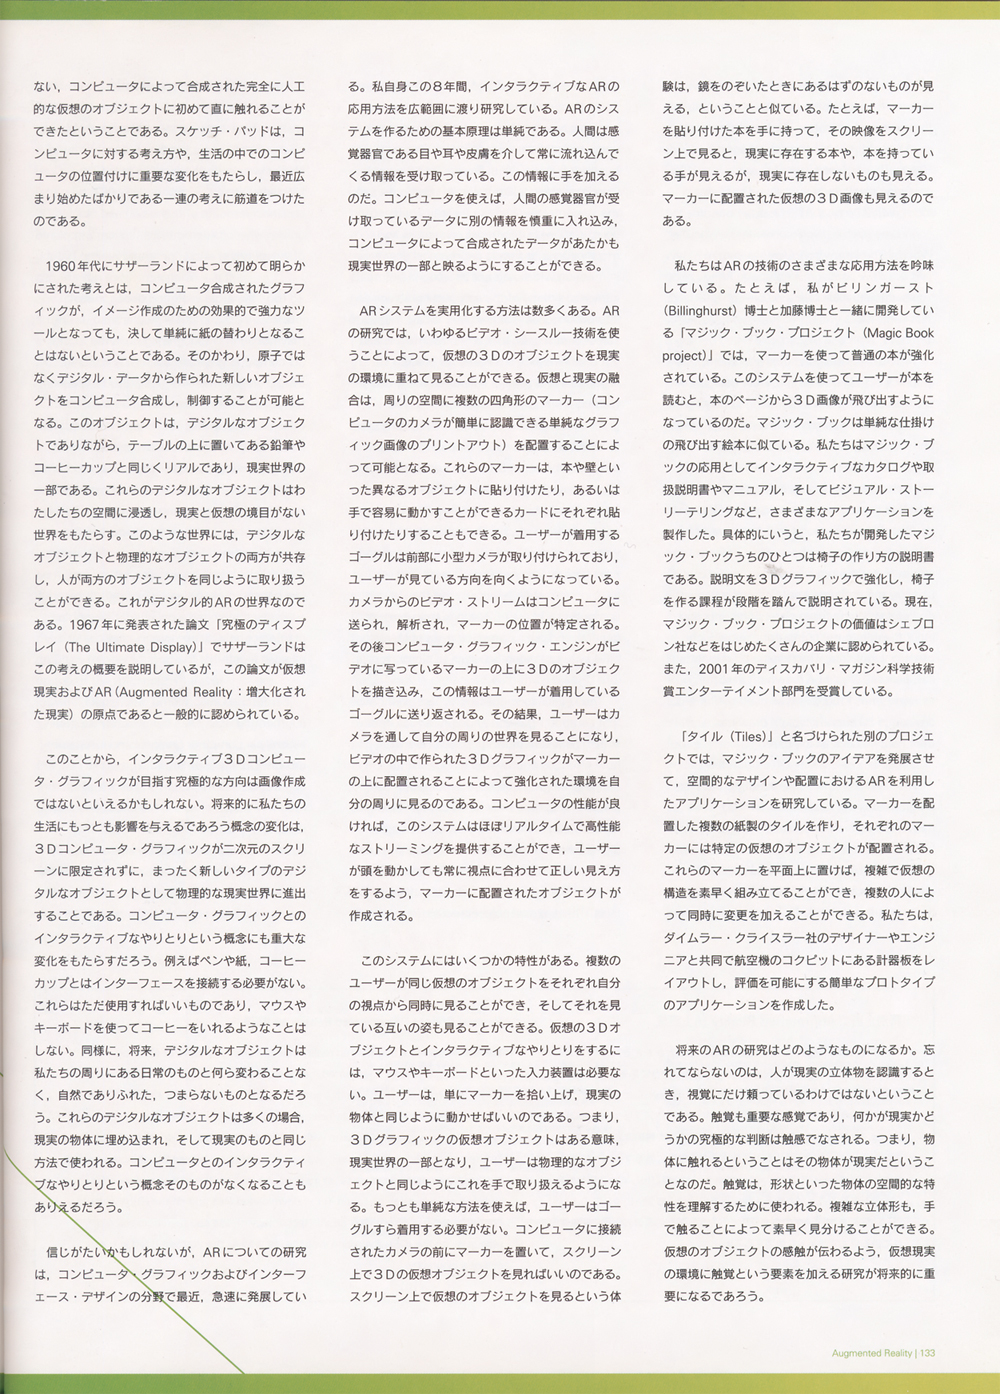 ない，コンピュータによって合成された完全に人工
的な仮想のオブジェクトに初めて直に触れることが
できたということである。スケッチ・パッドは，コ
ンピュータに対する考え方や，生活の中でのコンピ
ュータの位置付けに重要な変化をもたらし，最近広
まり始めたばかりである一連の考えに筋道をつけた
のである。
1960年代にサザーランドによって初めて明らか
にされた考えとは，コンピュータ合成されたグラフ
ィックが，イメージ作成のための効果的で強力なツ
ールとなっても，決して単純に紙の替わりとなるこ
とはないということである。そのかわり，原子では
なくデジタル・データから作られた新しいオブジェ
クトをコンピュータ合成し，制御することが可能と
なる。このオブジェクトは，デジタルなオブジェク
トでありながら，テーブルの上に置いてある鉛筆や
コーヒーカップと同じくリアルであり，現実世界の
一部である。これらのデジタルなオブジェクトはわ
たしたちの空間に浸透し，現実と仮想の境目がない
世界をもたらす。このような世界には，デジタルな
オブジェクトと物理的なオブジェクトの両方が共存
し，人が両方のオブジェクトを同じように取り扱う
ことができる。これがデジタル的ARの世界なので
ある。1967年に発表された論文「究極のディスプ
レイ（The Ultimate Display）」でサザーランドは
この考えの概要を説明しているが，この論文が仮想
現実およびAR（Augmented Reality：増大化され
た現実）の原点であると一般的に認められている。
このことから，インタラクティブ３Ｄコンピュー
タ・グラフィックが目指す究極的な方向は画像作成
ではないといえるかもしれない。将来的に私たちの
生活にもっとも影響を与えるであろう概念の変化は，
３Ｄコンピュータ・グラフィックが二次元のスクリ
ーンに限定されずに，まったく新しいタイプのデジ
タルなオブジェクトとして物理的な現実世界に進出
することである。コンピュータ・グラフィックとの
インタラクティブなやりとりという概念にも重大な
変化をもたらすだろう。例えばペンや紙，コーヒー
カップとはインターフェースを接続する必要がない。
これらはただ使用すればいいものであり，マウスや
キーボードを使ってコーヒーをいれるようなことは
しない。同様に，将来，デジタルなオブジェクトは
私たちの周りにある日常のものと何ら変わることな
く，自然でありふれた，つまらないものとなるだろ
う。これらのデジタルなオブジェクトは多くの場合，
現実の物体に埋め込まれ，そして現実のものと同じ
方法で使われる。コンピュータとのインタラクティ
ブなやりとりという概念そのものがなくなることも
ありえるだろう。
信じがたいかもしれないが，ARについての研究
は，コンピュータ・グラフィックおよびインターフ
ェース・デザインの分野で最近，急速に発展してい
る。私自身この８年間，インタラクティブなARの
応用方法を広範囲に渡り研究している。ARのシス
テムを作るための基本原理は単純である。人間は感
覚器官である目や耳や皮膚を介して常に流れ込んで
くる情報を受け取っている。この情報に手を加える
のだ。コンピュータを使えば，人間の感覚器官が受
け取っているデータに別の情報を慎重に入れ込み，
コンピュータによって合成されたデータがあたかも
現実世界の一部と映るようにすることができる。
ARシステムを実用化する方法は数多くある。AR
の研究では，いわゆるビデオ・シースルー技術を使
うことによって，仮想の３Ｄのオブジェクトを現実
の環境に重ねて見ることができる。仮想と現実の融
合は，周りの空間に複数の四角形のマーカー（コン
ピュータのカメラが簡単に認識できる単純なグラフ
ィック画像のプリントアウト）を配置することによ
って可能となる。これらのマーカーは，本や壁とい
った異なるオブジェクトに貼り付けたり，あるいは
手で容易に動かすことができるカードにそれぞれ貼
り付けたりすることもできる。ユーザーが着用する
ゴーグルは前部に小型カメラが取り付けられており，
ユーザーが見ている方向を向くようになっている。
カメラからのビデオ・ストリームはコンピュータに
送られ，解析され，マーカーの位置が特定される。
その後コンピュータ・グラフィック・エンジンがビ
デオに写っているマーカーの上に３Ｄのオブジェク
トを描き込み，この情報はユーザーが着用している
ゴーグルに送り返される。その結果，ユーザーはカ
メラを通して自分の周りの世界を見ることになり，
ビデオの中で作られた３Ｄグラフィックがマーカー
の上に配置されることによって強化された環境を自
分の周りに見るのである。コンピュータの性能が良
ければ，このシステムはほぼリアルタイムで高性能
なストリーミングを提供することができ，ユーザー
が頭を動かしても常に視点に合わせて正しい見え方
をするよう，マーカーに配置されたオブジェクトが
作成される。
このシステムにはいくつかの特性がある。複数の
ユーザーが同じ仮想のオブジェクトをそれぞれ自分
の視点から同時に見ることができ，そしてそれを見
ている互いの姿も見ることができる。仮想の３Ｄオ
ブジェクトとインタラクティブなやりとりをするに
は，マウスやキーボードといった入力装置は必要な
い。ユーザーは，単にマーカーを拾い上げ，現実の
物体と同じように動かせばいいのである。つまり，
３Ｄグラフィックの仮想オブジェクトはある意味，
現実世界の一部となり，ユーザーは物理的なオブジ
ェクトと同じようにこれを手で取り扱えるようにな
る。もっとも単純な方法を使えば，ユーザーはゴー
グルすら着用する必要がない。コンピュータに接続
されたカメラの前にマーカーを置いて，スクリーン
上で３Ｄの仮想オブジェクトを見ればいいのである。
スクリーン上で仮想のオブジェクトを見るという体
験は，鏡をのぞいたときにあるはずのないものが見
える，ということと似ている。たとえば，マーカー
を貼り付けた本を手に持って，その映像をスクリー
ン上で見ると，現実に存在する本や，本を持ってい
る手が見えるが，現実に存在しないものも見える。
マーカーに配置された仮想の３Ｄ画像も見えるので
ある。
私たちはARの技術のさまざまな応用方法を吟味
している。たとえば，私がビリンガースト
（Billinghurst）博士と加藤博士と一緒に開発してい
る「マジック・ブック・プロジェクト（Magic Book
project）」では，マーカーを使って普通の本が強化
されている。このシステムを使ってユーザーが本を
読むと，本のページから３Ｄ画像が飛び出すように
なっているのだ。マジック・ブックは単純な仕掛け
の飛び出す絵本に似ている。私たちはマジック・ブ
ックの応用としてインタラクティブなカタログや取
扱説明書やマニュアル，そしてビジュアル・ストー
リーテリングなど，さまざまなアプリケーションを
製作した。具体的にいうと，私たちが開発したマジ
ック・ブックうちのひとつは椅子の作り方の説明書
である。説明文を３Ｄグラフィックで強化し，椅子
を作る課程が段階を踏んで説明されている。現在，
マジック・ブック・プロジェクトの価値はシェブロ
ン社などをはじめたくさんの企業に認められている。
また，2001年のディスカバリ・マガジン科学技術
賞エンターテイメント部門を受賞している。
「タイル（Tiles）」と名づけられた別のプロジェ
クトでは，マジック・ブックのアイデアを発展させ
て，空間的なデザインや配置におけるARを利用し
たアプリケーションを研究している。マーカーを配
置した複数の紙製のタイルを作り，それぞれのマー
カーには特定の仮想のオブジェクトが配置される。
これらのマーカーを平面上に置けば，複雑で仮想の
構造を素早く組み立てることができ，複数の人によ
って同時に変更を加えることができる。私たちは，
ダイムラー・クライスラー社のデザイナーやエンジ
ニアと共同で航空機のコクピットにある計器板をレ
イアウトし，評価を可能にする簡単なプロトタイプ
のアプリケーションを作成した。
将来のARの研究はどのようなものになるか。忘
れてならないのは，人が現実の立体物を認識すると
き，視覚にだけ頼っているわけではないということ
である。触覚も重要な感覚であり，何かが現実かど
うかの究極的な判断は触感でなされる。つまり，物
体に触れるということはその物体が現実だというこ
となのだ。触覚は，形状といった物体の空間的な特
性を理解するために使われる。複雑な立体形も，手
で触ることによって素早く見分けることができる。
仮想のオブジェクトの感触が伝わるよう，仮想現実
の環境に触覚という要素を加える研究が将来的に重
要になるであろう。
Augmented Reality | 133